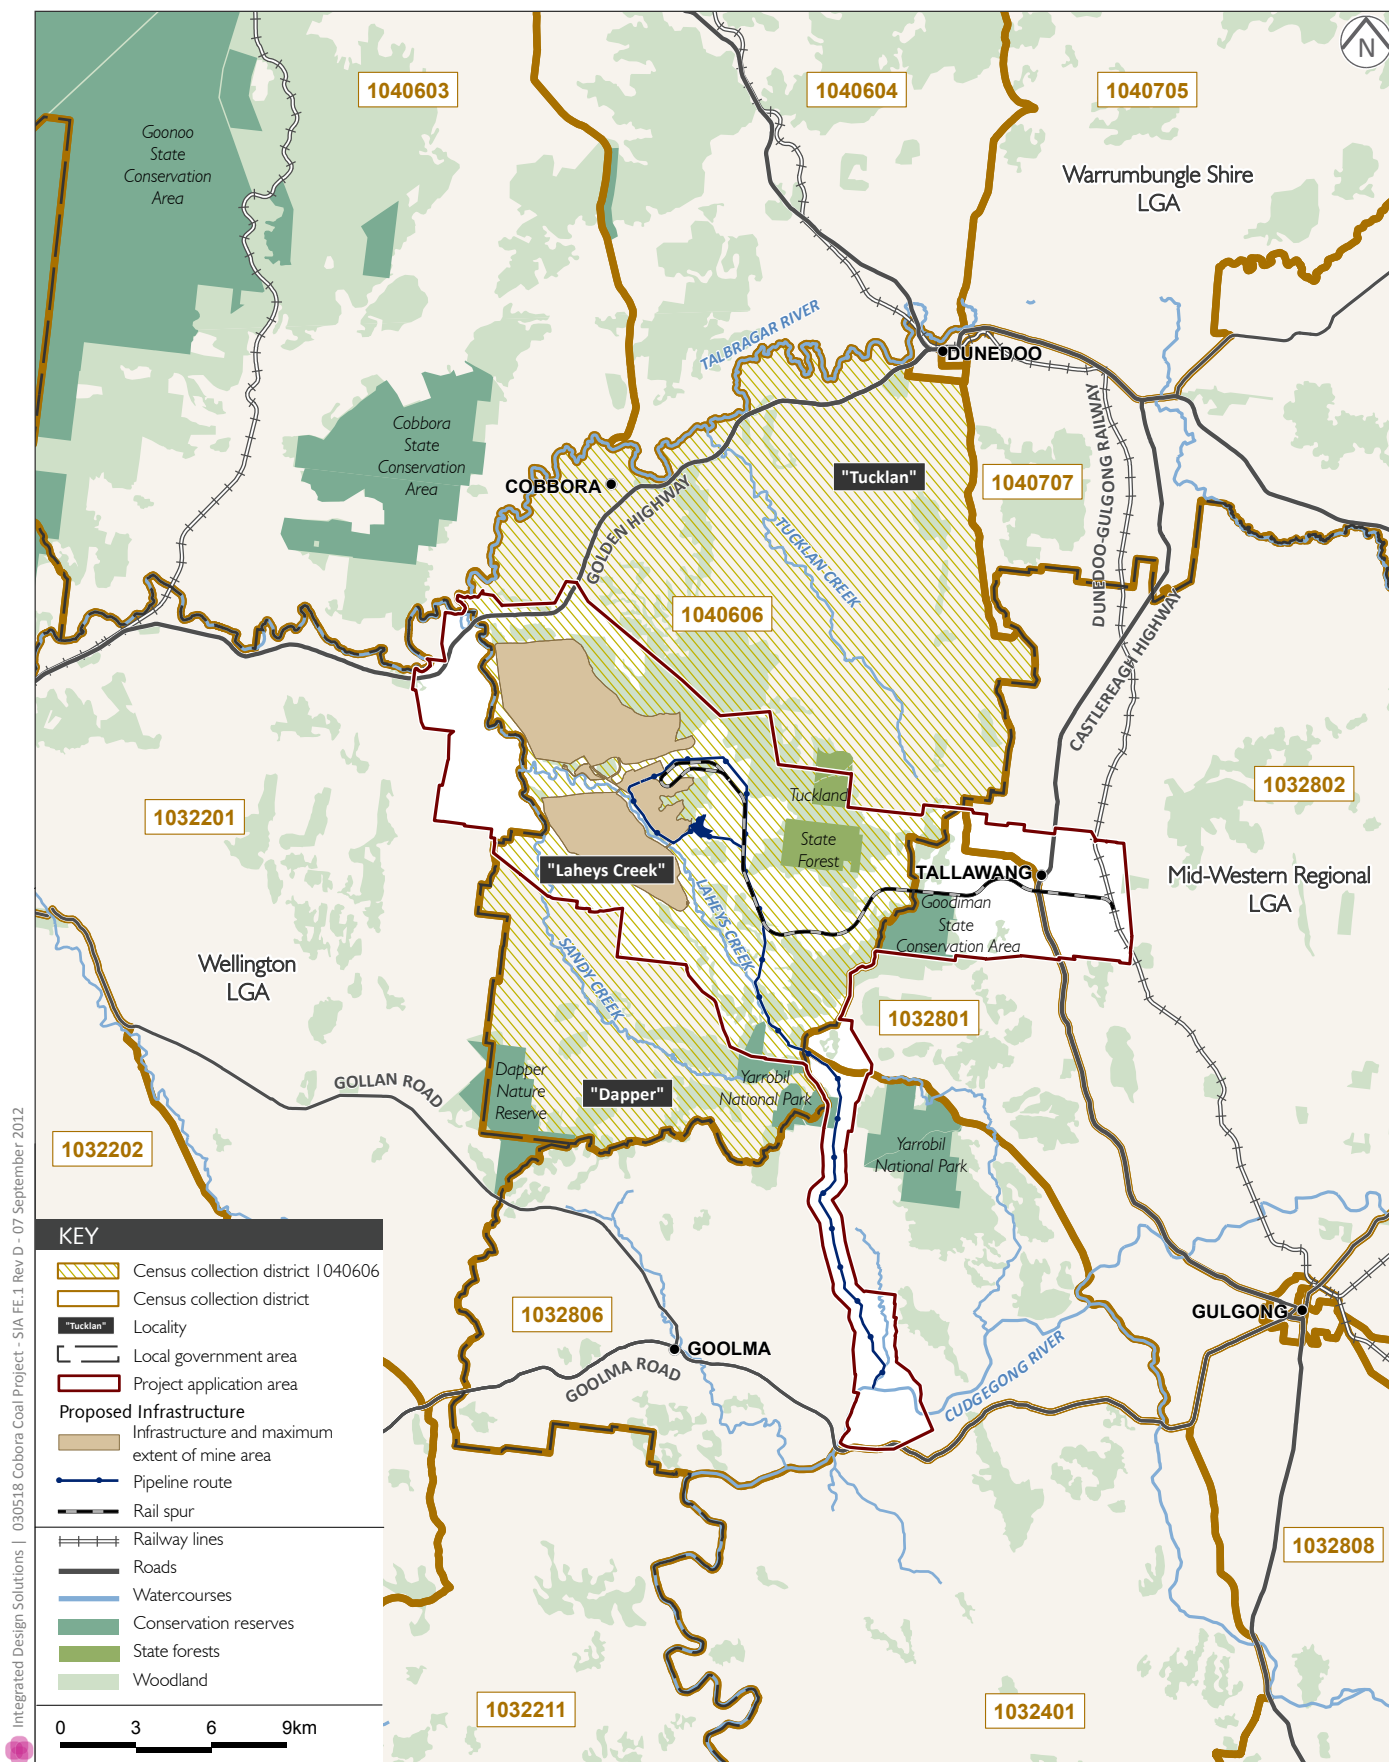 N
1040603
1040604
1040705
Goonoo
State
Conservation
Area
Warrumbungle Shire
LGA
TALBRAGAR RIVER
DUNEDOO
Cobbora
State
Conservation
Area
DUNEDOO-GULGONG RAILWAY
COBBORA
"Tucklan"
1040707
GOLDEN HIGHWAY
TUCKLAN CREEK
1040606
CASTLEREAGH HIGHWAY
1032201
Tuckland
State
Forest
1032802
"Laheys Creek"
TALLAWANG
Mid-Western Regional
LGA
LAHEYS CREEK
Goodiman
State
Conservation Area
SANDY CREEK
Wellington
LGA
1032801
GOLLAN ROAD
Dapper
Nature
Reserve
"Dapper"
Yarrobil
National Park
Yarrobil
National Park
1032202
1032806
GOOLMA
GOOLMA ROAD
GULGONG
CUDGEGONG RIVER
1032808
1032211
1032401
KEY
Census collection district 1040606
Census collection district
"Tucklan"
Locality
Local government area
Project application area
Proposed Infrastructure
Infrastructure and maximum
extent of mine area
Pipeline route
Rail spur
Railway lines
Roads
Watercourses
Conservation reserves
State forests
Woodland
0 3 6 9km
Integrated Design Solutions | 030518 Cobora Coal Project - SIA FE.1 Rev D - 07 September 2012